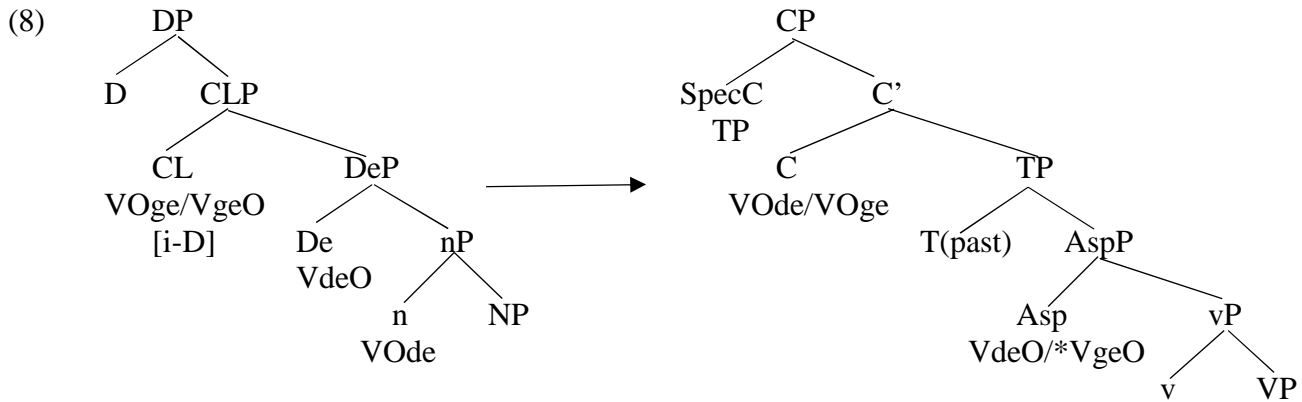 (8) DP CP
D CLP SpecC C’
TP
CL DeP C TP
VOge/VgeO VOde/VOge
[i-D] De nP T(past) AspP
VdeO
n NP Asp vP
VOde VdeO/*VgeO
v VP